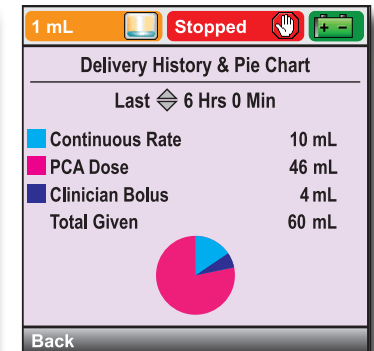 1 mL Stopped
Delivery History & Pie Chart
Last 6 Hrs 0 Min
Continuous Rate 10 mL
PCA Dose 46 mL
Clinician Bolus 4 mL
Total Given 60 mL
Back